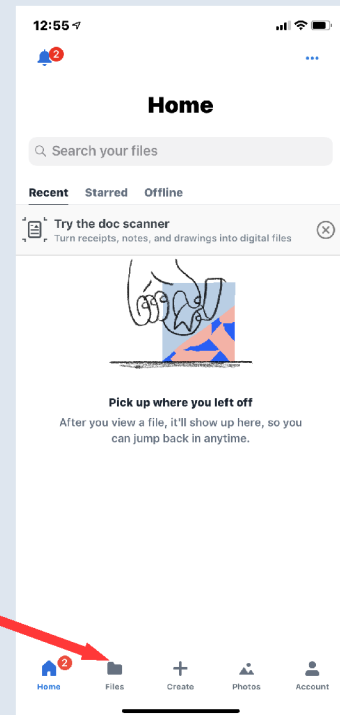 12:55
2
Home
Search your files
Recent Starred Offline
Try the doc scanner
Turn receipts, notes, and drawings into digital files
Pick up where you left off
After you view a file, it'll show up here, so you
can jump back in anytime.
2
Home Files Create Photos Account